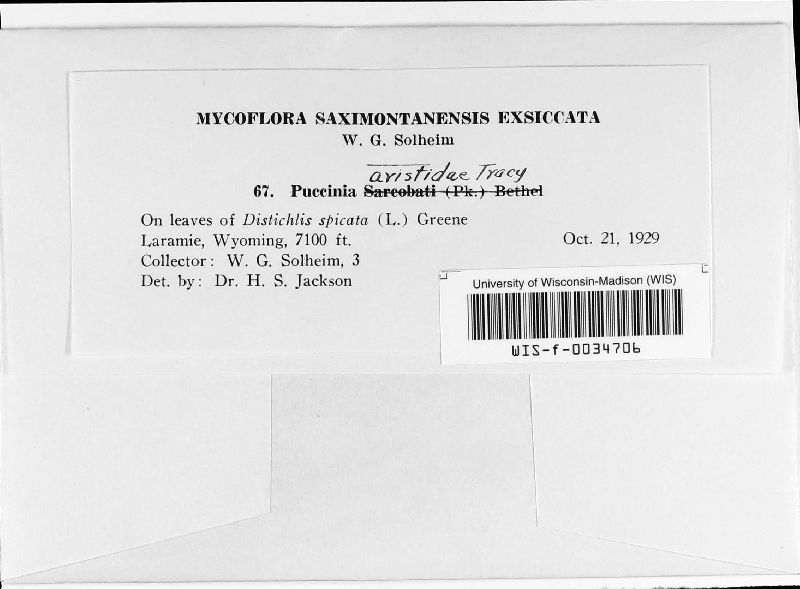 MYCOFLORA SAXIMONTANENSIS EXSICCATA
W. G. Solheim
aristidae Tracy
67. Puccinia Sarcobati (Pk.) Bethel
On leaves of Distichlis spicata (L.) Greene
Laramie, Wyoming, 7100 ft. Oct. 21, 1929
Collector: W. G. Solheim, 3
Det. by: Dr. H. S. Jackson
University of Wisconsin-Madison (WIS)
WIS-f-0034706